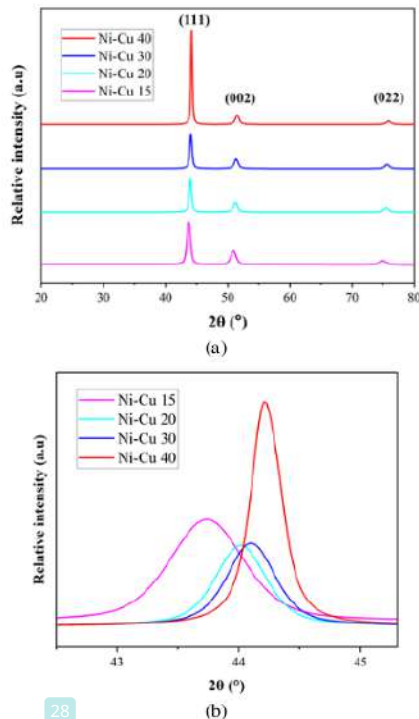 (111)
Ni-Cu 40
Ni-Cu 30
Ni-Cu 20
Ni-Cu 15
(002)
(022)
Relative intensity (a.u)
20 30 40 50 60 70 80
2θ (°)
(a)
Ni-Cu 15
Ni-Cu 20
Ni-Cu 30
Ni-Cu 40
Relative intensity (a.u)
43 44 45
2θ (°)
28
(b)